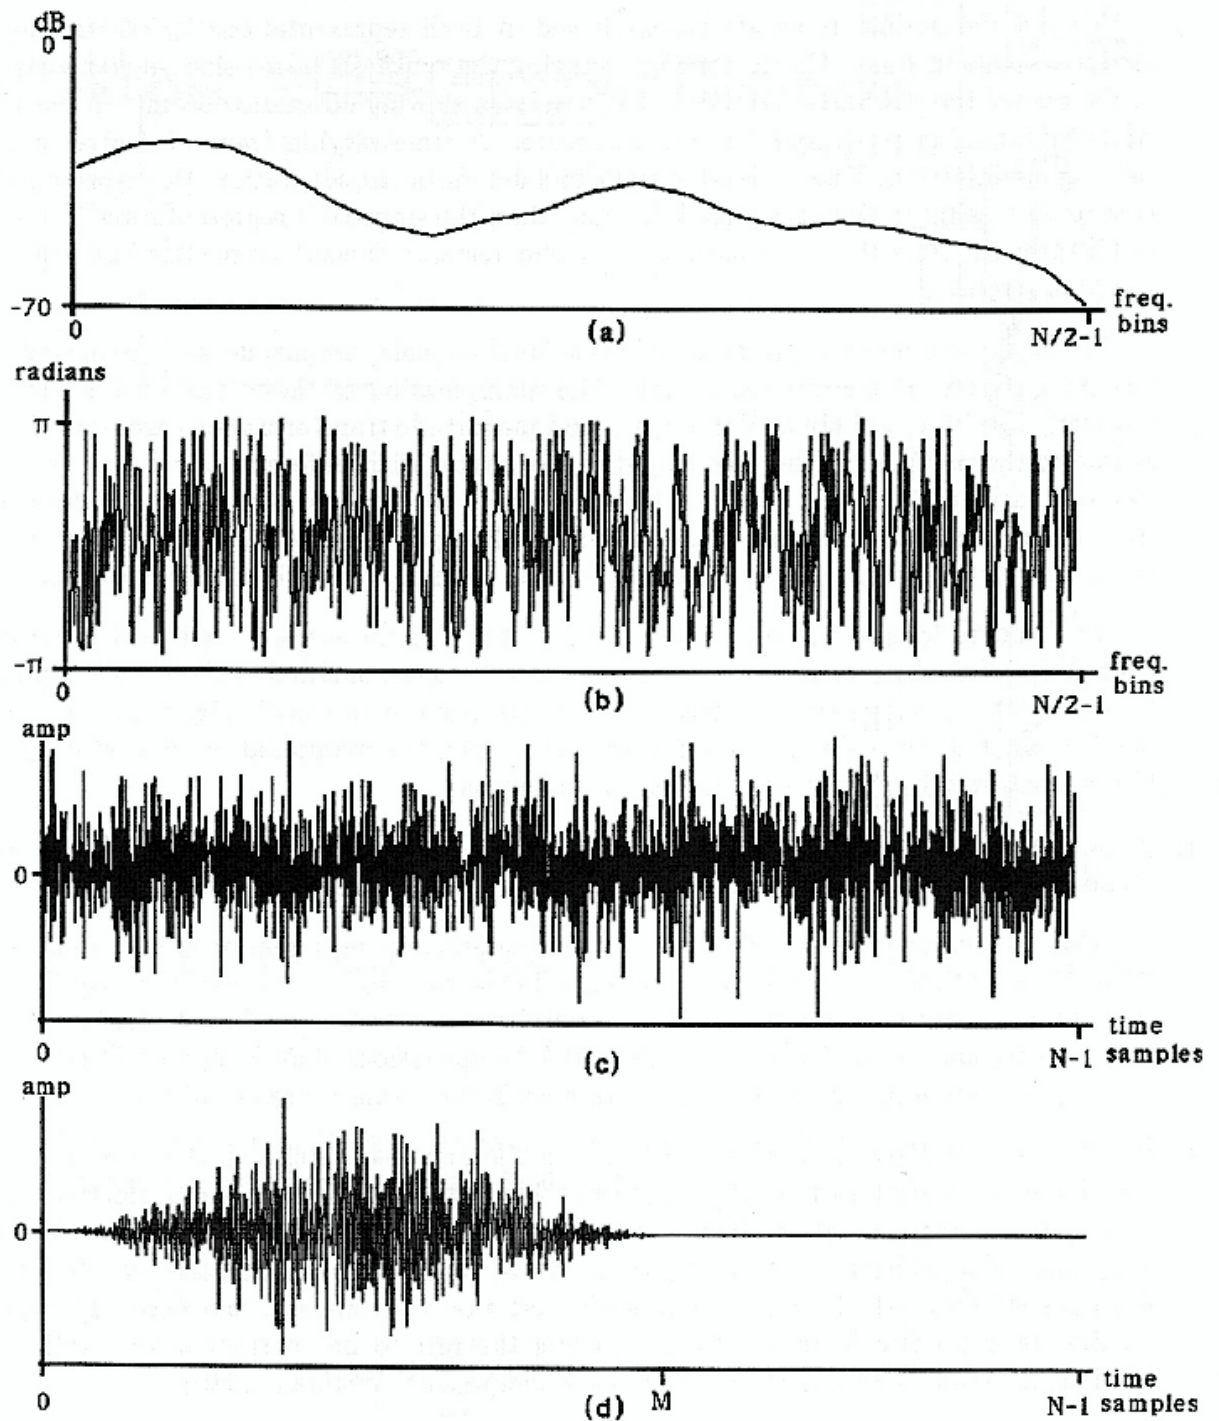 dB
0
-70
0
(a)
N/2-1
freq.
bins
radians
π
-π
0
(b)
N/2-1
freq.
bins
amp
0
0
(c)
N-1
time
samples
amp
0
0
(d)
M
N-1
time
samples